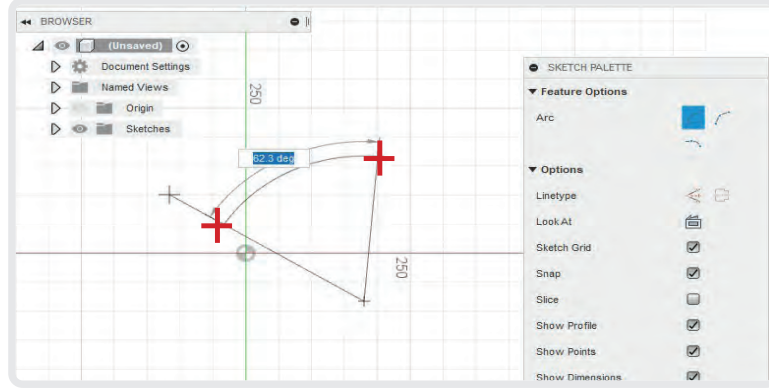 BROWSER
(Unsaved)
Document Settings
Named Views
Origin
Sketches
250
62.3 deg
250
SKETCH PALETTE
Feature Options
Arc
Options
Linetype
Look At
Sketch Grid
Snap
Slice
Show Profile
Show Points
Show Dimensions